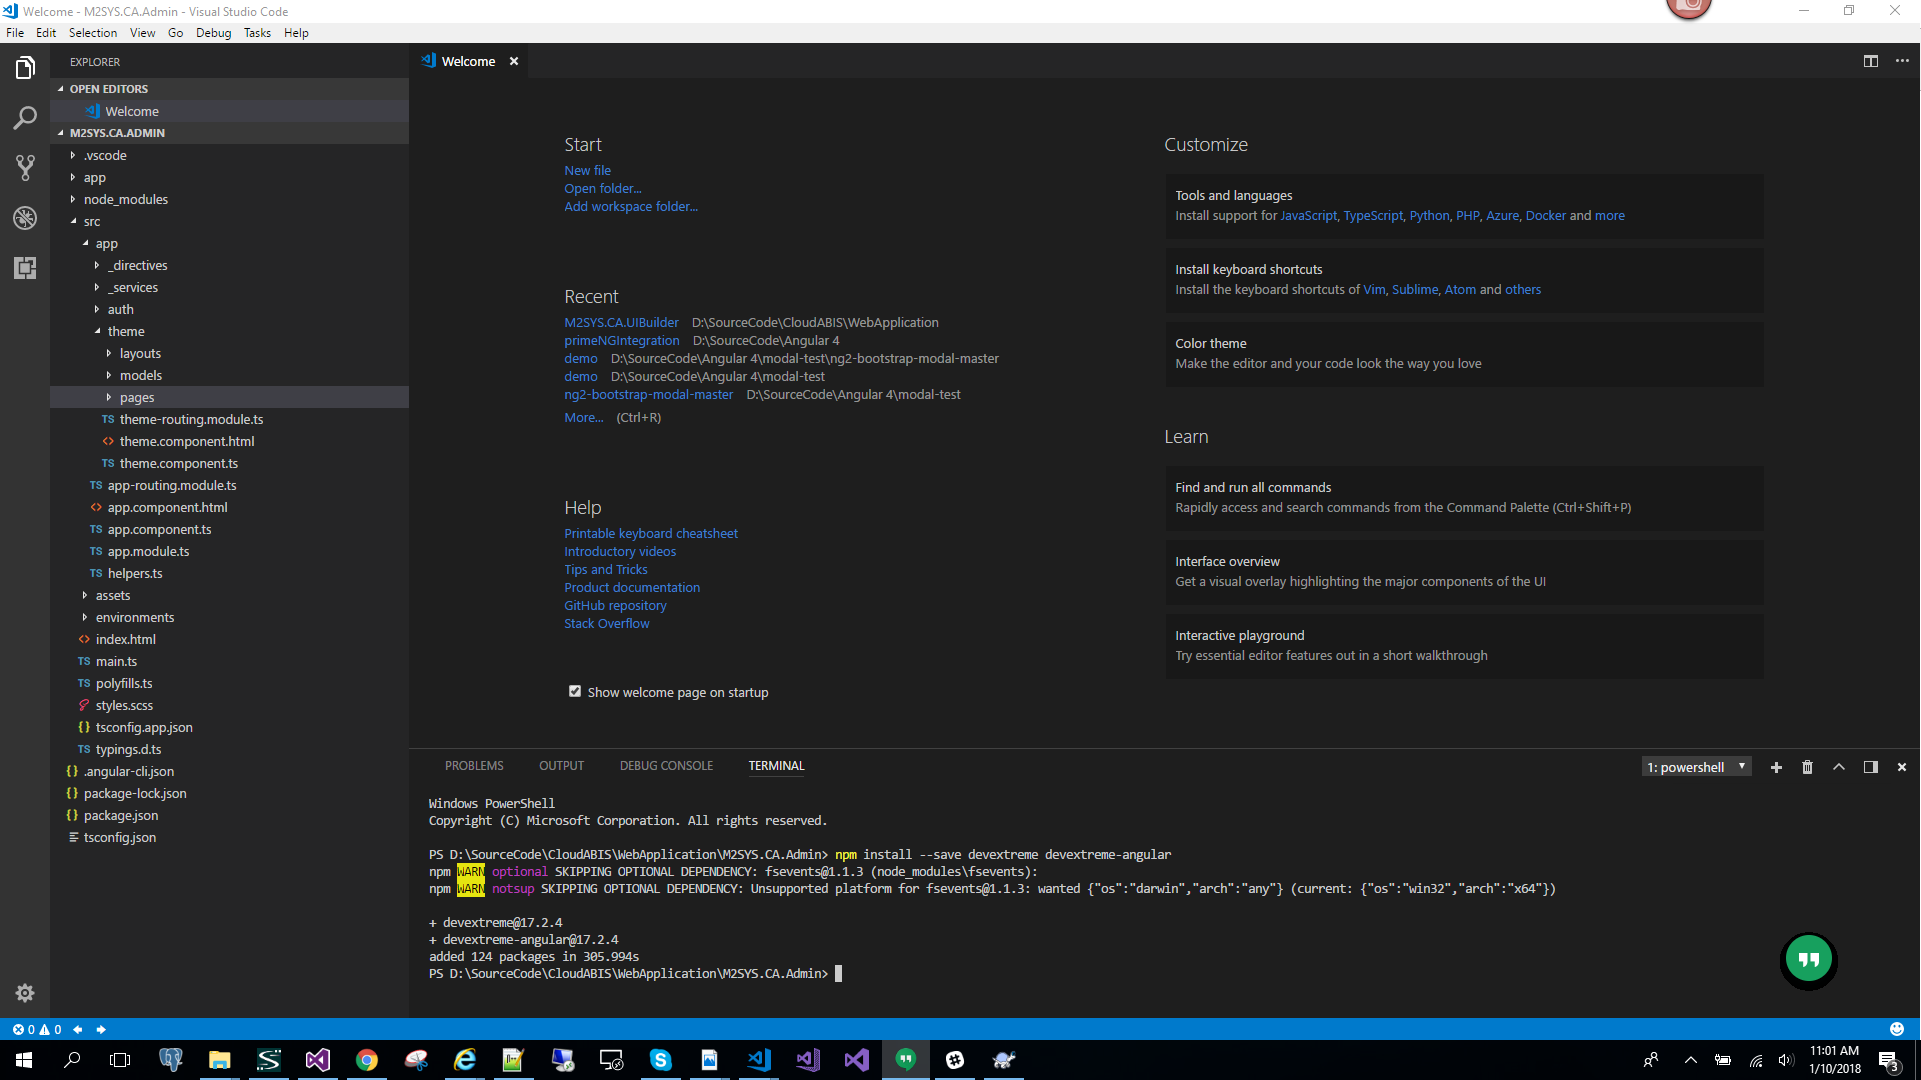 Welcome - M2SYS.CA.Admin - Visual Studio Code
File Edit Selection View Go Debug Tasks Help
EXPLORER
OPEN EDITORS
Welcome
M2SYS.CA.ADMIN
.vscode
app
node_modules
src
app
_directives
_services
auth
theme
layouts
models
pages
TS theme-routing.module.ts
<> theme.component.html
TS theme.component.ts
TS app-routing.module.ts
<> app.component.html
TS app.component.ts
TS app.module.ts
TS helpers.ts
assets
environments
<> index.html
TS main.ts
TS polyfills.ts
styles.scss
{} tsconfig.app.json
TS typings.d.ts
{} .angular-cli.json
{} package-lock.json
{} package.json
tsconfig.json
Welcome
Start
New file
Open folder...
Add workspace folder...
Recent
M2SYS.CA.UIBuilder D:\SourceCode\CloudABIS\WebApplication
primeNGIntegration D:\SourceCode\Angular 4
demo D:\SourceCode\Angular 4\modal-test\ng2-bootstrap-modal-master
demo D:\SourceCode\Angular 4\modal-test
ng2-bootstrap-modal-master D:\SourceCode\Angular 4\modal-test
More... (Ctrl+R)
Help
Printable keyboard cheatsheet
Introductory videos
Tips and Tricks
Product documentation
GitHub repository
Stack Overflow
Show welcome page on startup
Customize
Tools and languages
Install support for JavaScript, TypeScript, Python, PHP, Azure, Docker and more
Install keyboard shortcuts
Install the keyboard shortcuts of Vim, Sublime, Atom and others
Color theme
Make the editor and your code look the way you love
Learn
Find and run all commands
Rapidly access and search commands from the Command Palette (Ctrl+Shift+P)
Interface overview
Get a visual overlay highlighting the major components of the UI
Interactive playground
Try essential editor features out in a short walkthrough
PROBLEMS OUTPUT DEBUG CONSOLE TERMINAL
1: powershell
Windows PowerShell
Copyright (C) Microsoft Corporation. All rights reserved.
PS D:\SourceCode\CloudABIS\WebApplication\M2SYS.CA.Admin> npm install --save devextreme devextreme-angular
npm WARN optional SKIPPING OPTIONAL DEPENDENCY: fsevents@1.1.3 (node_modules\fsevents):
npm WARN notsup SKIPPING OPTIONAL DEPENDENCY: Unsupported platform for fsevents@1.1.3: wanted {"os":"darwin","arch":"any"} (current: {"os":"win32","arch":"x64"})
+ devextreme@17.2.4
+ devextreme-angular@17.2.4
added 124 packages in 305.994s
PS D:\SourceCode\CloudABIS\WebApplication\M2SYS.CA.Admin>
0 0
11:01 AM
1/10/2018
3